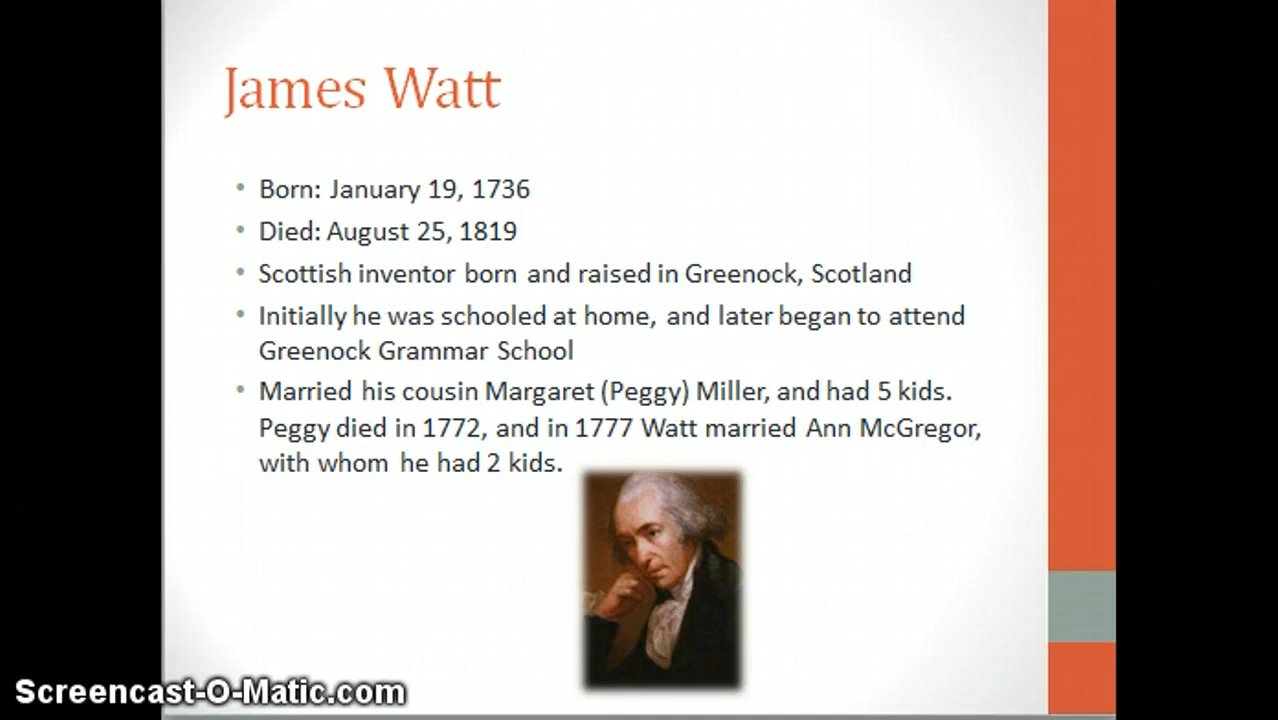 James Watt
• Born: January 19, 1736
• Died: August 25, 1819
• Scottish inventor born and raised in Greenock, Scotland
• Initially he was schooled at home, and later began to attend
Greenock Grammar School
• Married his cousin Margaret (Peggy) Miller, and had 5 kids.
Peggy died in 1772, and in 1777 Watt married Ann McGregor,
with whom he had 2 kids.
Screencast-O-Matic.com